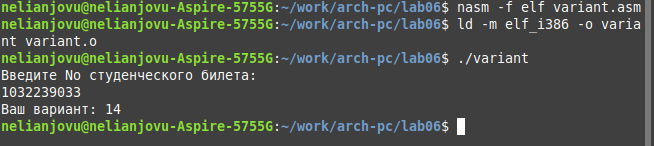 nelianjovu@nelianjovu-Aspire-5755G:~/work/arch-pc/lab06$ nasm -f elf variant.asm
nelianjovu@nelianjovu-Aspire-5755G:~/work/arch-pc/lab06$ ld -m elf_i386 -o varia
nt variant.o
nelianjovu@nelianjovu-Aspire-5755G:~/work/arch-pc/lab06$ ./variant
Введите No студенческого билета:
1032239033
Ваш вариант: 14
nelianjovu@nelianjovu-Aspire-5755G:~/work/arch-pc/lab06$